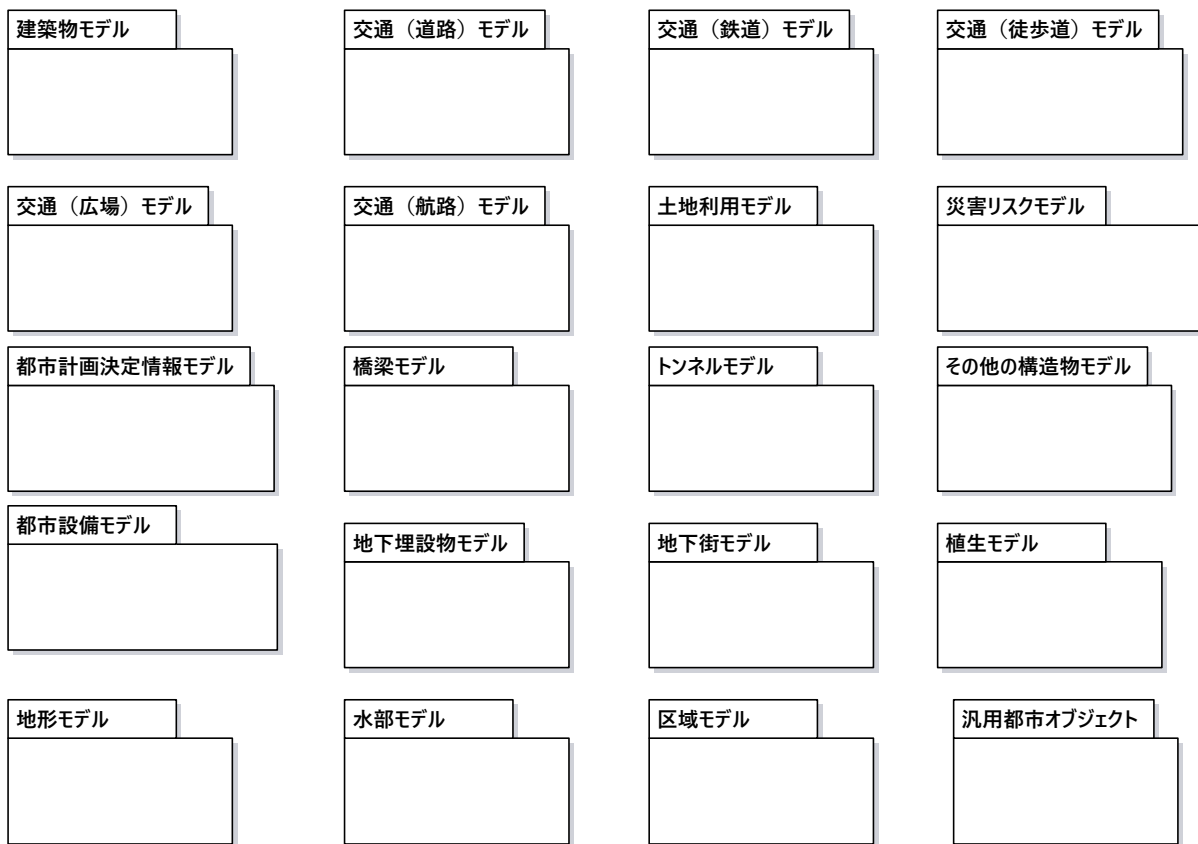 建築物モデル
交通（道路）モデル
交通（鉄道）モデル
交通（徒歩道）モデル
交通（広場）モデル
交通（航路）モデル
土地利用モデル
災害リスクモデル
都市計画決定情報モデル
橋梁モデル
トンネルモデル
その他の構造物モデル
都市設備モデル
地下埋設物モデル
地下街モデル
植生モデル
地形モデル
水部モデル
区域モデル
汎用都市オブジェクト